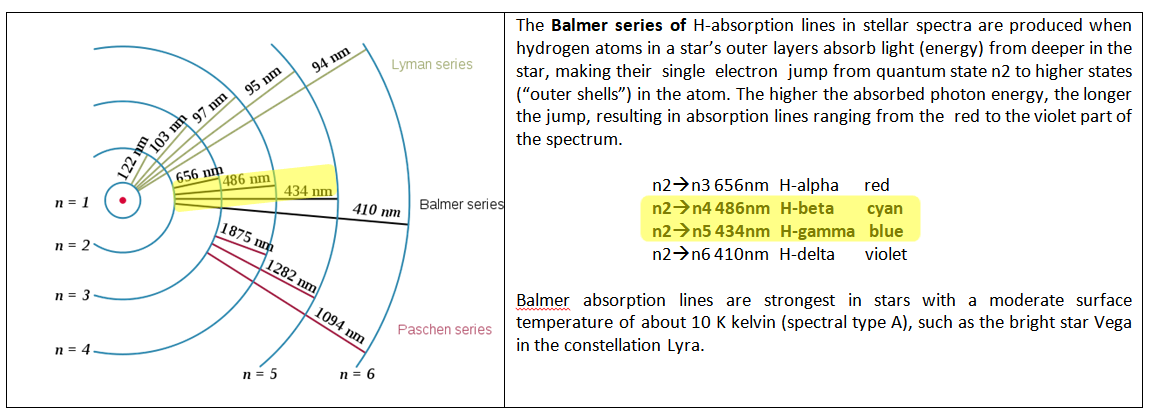 94 nm
95 nm
97 nm
103 nm
122 nm
Lyman series
656 nm
486 nm
434 nm
410 nm
Balmer series
1875 nm
1282 nm
1094 nm
Paschen series
n = 1
n = 2
n = 3
n = 4
n = 5
n = 6
The Balmer series of H-absorption lines in stellar spectra are produced when
hydrogen atoms in a star’s outer layers absorb light (energy) from deeper in the
star, making their single electron jump from quantum state n2 to higher states
(“outer shells”) in the atom. The higher the absorbed photon energy, the longer
the jump, resulting in absorption lines ranging from the red to the violet part of
the spectrum.
n2→n3 656nm H-alpha red
n2→n4 486nm H-beta cyan
n2→n5 434nm H-gamma blue
n2→n6 410nm H-delta violet
Balmer absorption lines are strongest in stars with a moderate surface
temperature of about 10 K kelvin (spectral type A), such as the bright star Vega
in the constellation Lyra.